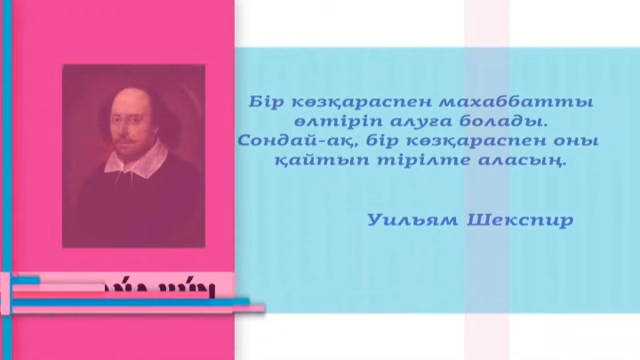 Бір көзқараспен махаббатты
өлтіріп алуға болады.
Сондай-ақ, бір көзқараспен оны
қайтып тірілте аласың.
Уильям Шекспир